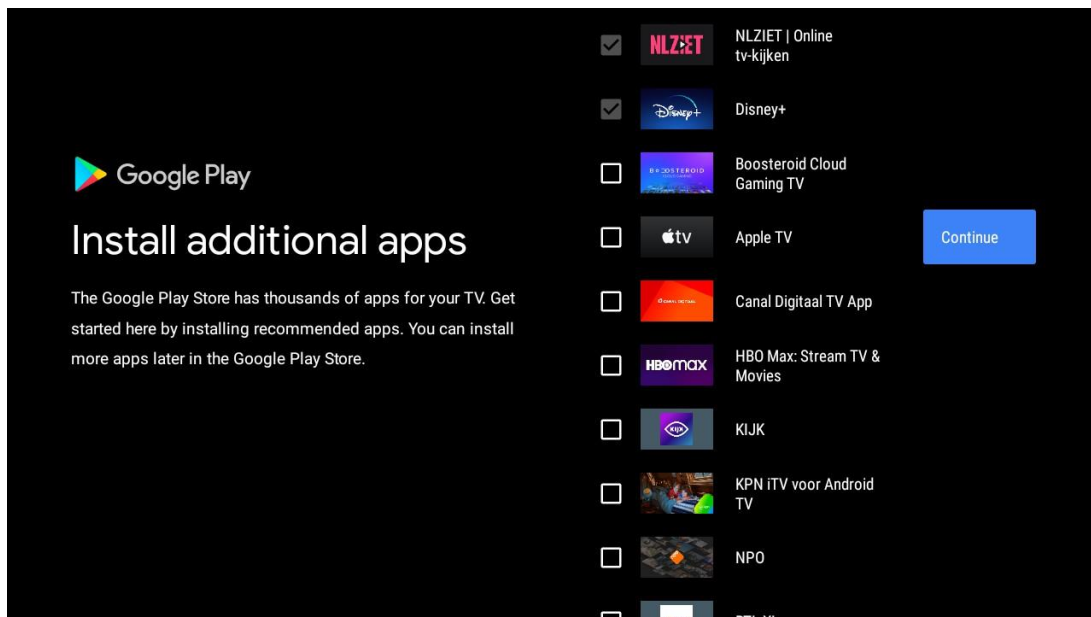 Google Play
Install additional apps
The Google Play Store has thousands of apps for your TV. Get
started here by installing recommended apps. You can install
more apps later in the Google Play Store.
NLZIET
NLZIET | Online
tv-kijken
Disney+
Disney+
BOOSTEROID
Boosteroid Cloud
Gaming TV
tv
Apple TV
CANAL DIGITAAL
Canal Digitaal TV App
HBOmax
HBO Max: Stream TV &
Movies
KIJK
KIJK
KPN iTV voor Android
TV
NPO
Continue